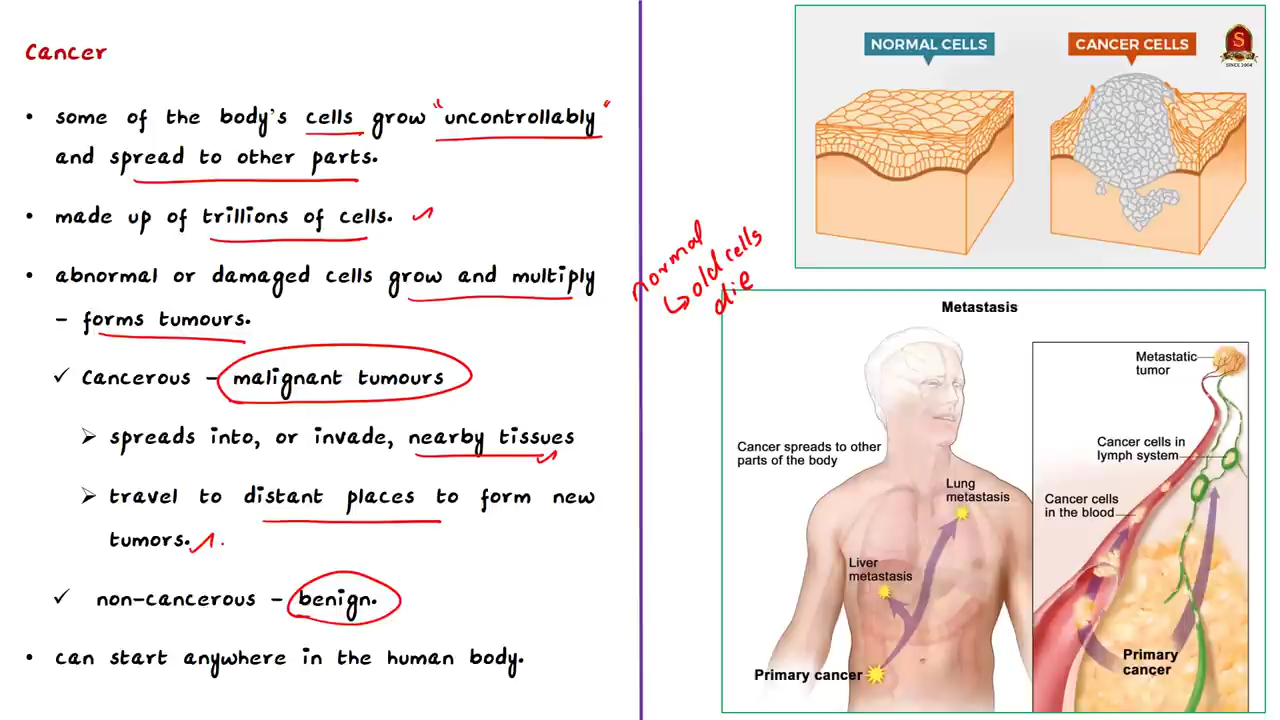 Cancer
• some of the body's cells grow "uncontrollably"
and spread to other parts.
• made up of trillions of cells.
• abnormal or damaged cells grow and multiply
– forms tumours.
✓ Cancerous – malignant tumours
➢ spreads into, or invade, nearby tissues
➢ travel to distant places to form new
tumors.
✓ non-cancerous – benign.
• can start anywhere in the human body.
normal
↳ old cells
die
NORMAL CELLS
CANCER CELLS
S
SINCE 2004
Metastasis
Cancer spreads to other
parts of the body
Lung
metastasis
Liver
metastasis
Primary cancer
Metastatic
tumor
Cancer cells in
lymph system
Cancer cells
in the blood
Primary
cancer